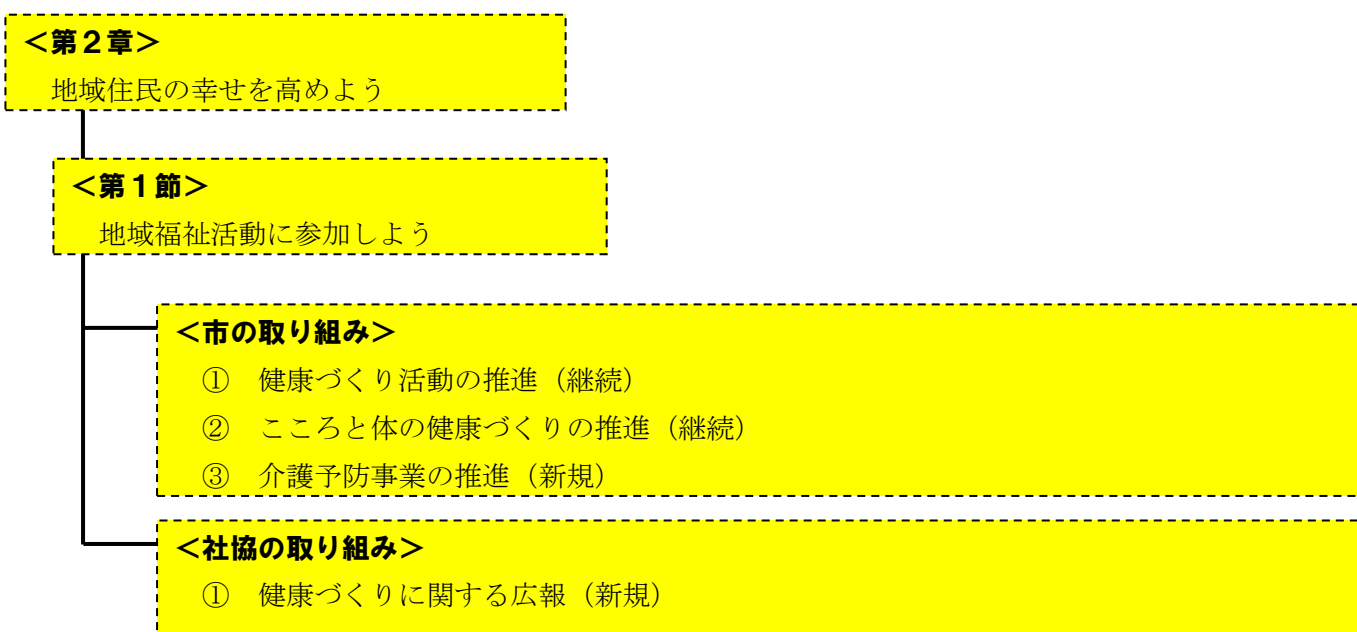 ＜第２章＞
地域住民の幸せを高めよう
＜第１節＞
地域福祉活動に参加しよう
＜市の取り組み＞
①　健康づくり活動の推進（継続）
②　こころと体の健康づくりの推進（継続）
③　介護予防事業の推進（新規）
＜社協の取り組み＞
①　健康づくりに関する広報（新規）